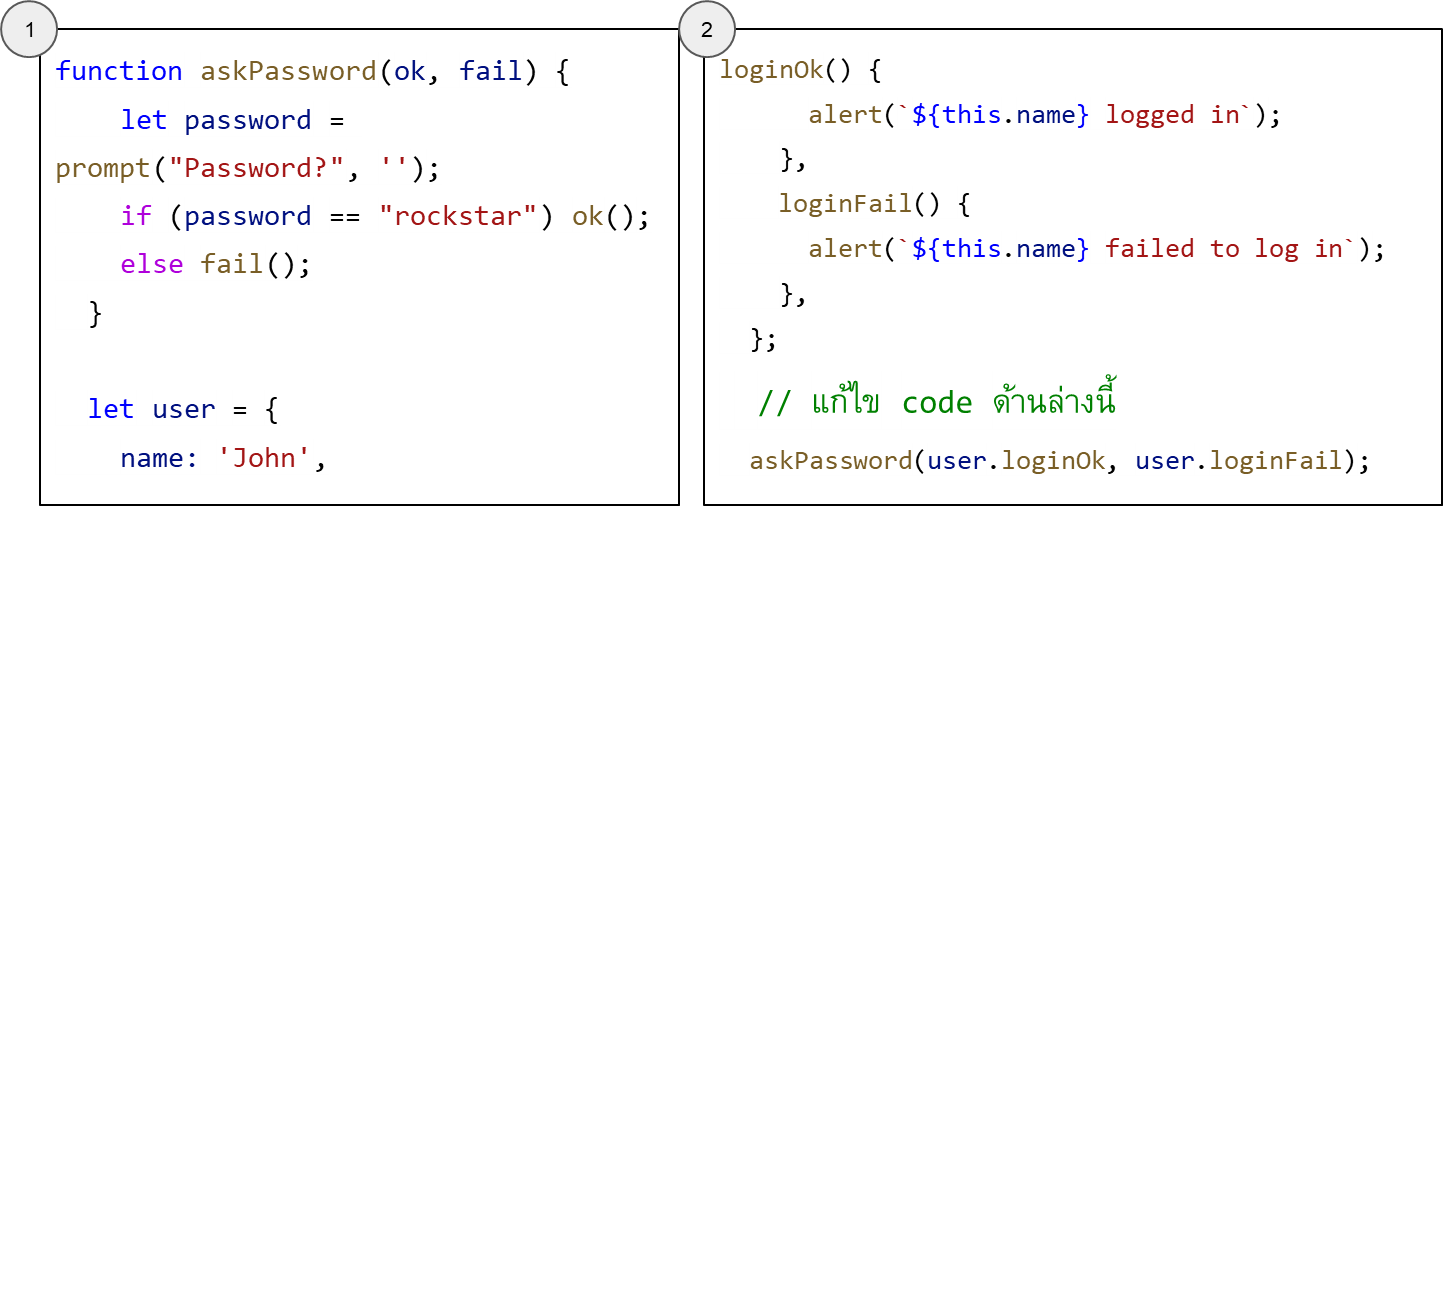 1
function askPassword(ok, fail) {
    let password =
prompt("Password?", '');
    if (password == "rockstar") ok();
    else fail();
  }
  let user = {
    name: 'John',
2
loginOk() {
      alert(`${this.name} logged in`);
    },
    loginFail() {
      alert(`${this.name} failed to log in`);
    },
  };
  // แก้ไข code ด้านล่างนี้
  askPassword(user.loginOk, user.loginFail);